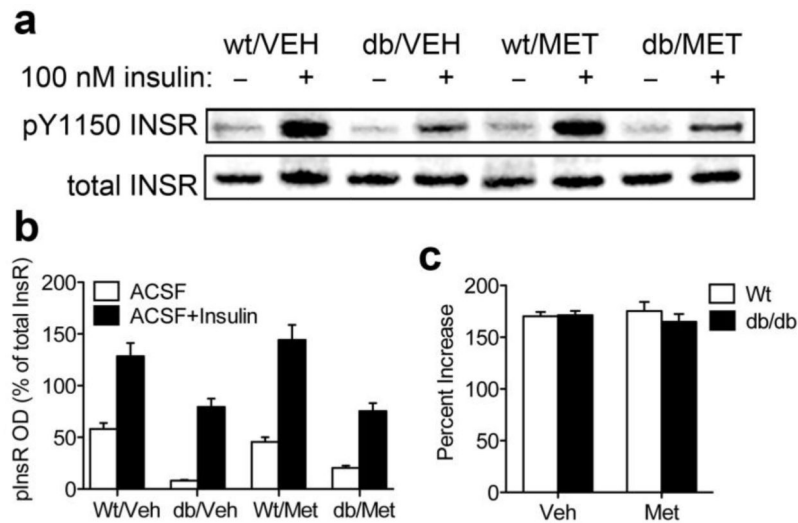 a
wt/VEH db/VEH wt/MET db/MET
100 nM insulin: – + – + – + – +
pY1150 INSR
total INSR
b
pInsR OD (% of total InsR)
200
150
100
50
0
ACSF
ACSF+Insulin
Wt/Veh db/Veh Wt/Met db/Met
c
Percent Increase
200
150
100
50
0
Wt
db/db
Veh Met